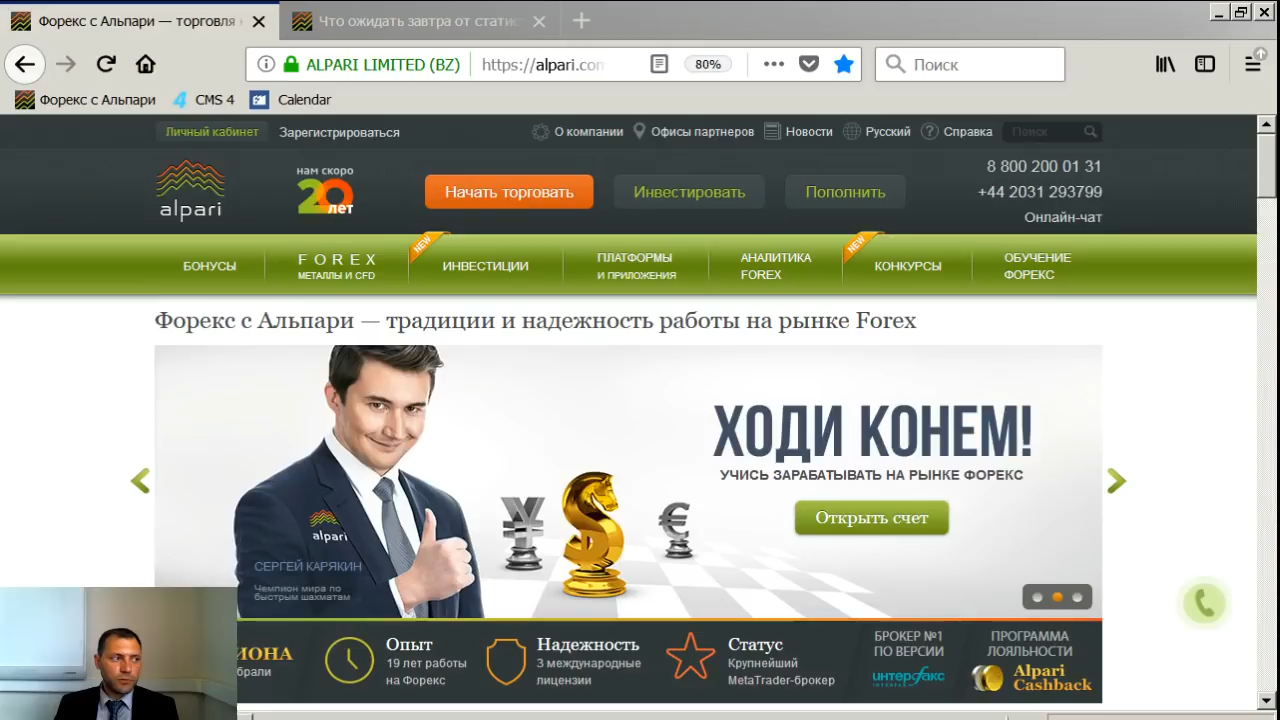 Форекс с Альпари — торговля
Что ожидать завтра от статис
ALPARI LIMITED (BZ)
https://alpari.com
80%
Поиск
Форекс с Альпари
CMS 4
Calendar
Личный кабинет
Зарегистрироваться
О компании
Офисы партнеров
Новости
Русский
Справка
Поиск
alpari
нам скоро
20
лет
Начать торговать
Инвестировать
Пополнить
8 800 200 01 31
+44 2031 293799
Онлайн-чат
БОНУСЫ
FOREX
МЕТАЛЛЫ И CFD
NEW
ИНВЕСТИЦИИ
ПЛАТФОРМЫ
И ПРИЛОЖЕНИЯ
АНАЛИТИКА
FOREX
NEW
КОНКУРСЫ
ОБУЧЕНИЕ
ФОРЕКС
Форекс с Альпари — традиции и надежность работы на рынке Forex
ХОДИ КОНЕМ!
УЧИСЬ ЗАРАБАТЫВАТЬ НА РЫНКЕ ФОРЕКС
Открыть счет
alpari
СЕРГЕЙ КАРЯКИН
Чемпион мира по
быстрым шахматам
ИОНА
брали
Опыт
19 лет работы
на Форекс
Надежность
3 международные
лицензии
Статус
Крупнейший
MetaTrader-брокер
БРОКЕР №1
ПО ВЕРСИИ
интерфакс
ПРОГРАММА
ЛОЯЛЬНОСТИ
Alpari
Cashback